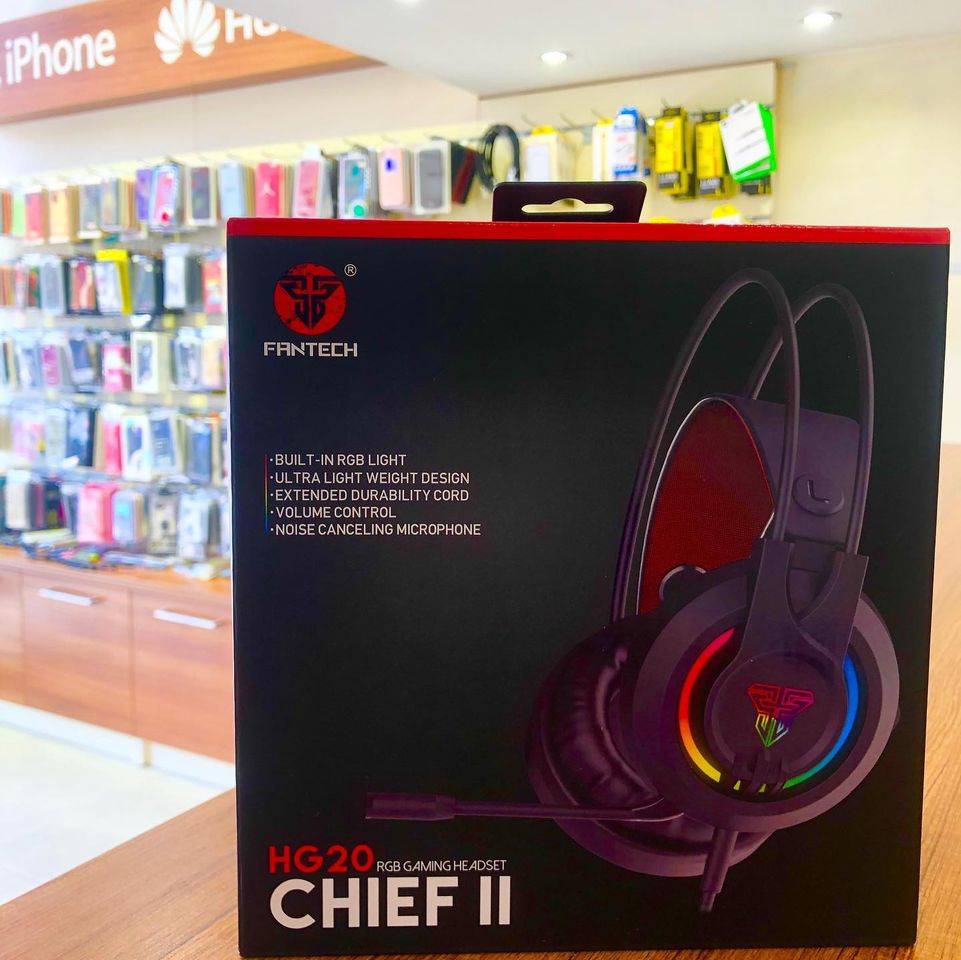 iPhone
FANTECH
®
·BUILT-IN RGB LIGHT
·ULTRA LIGHT WEIGHT DESIGN
·EXTENDED DURABILITY CORD
·VOLUME CONTROL
·NOISE CANCELING MICROPHONE
HG20 RGB GAMING HEADSET
CHIEF II